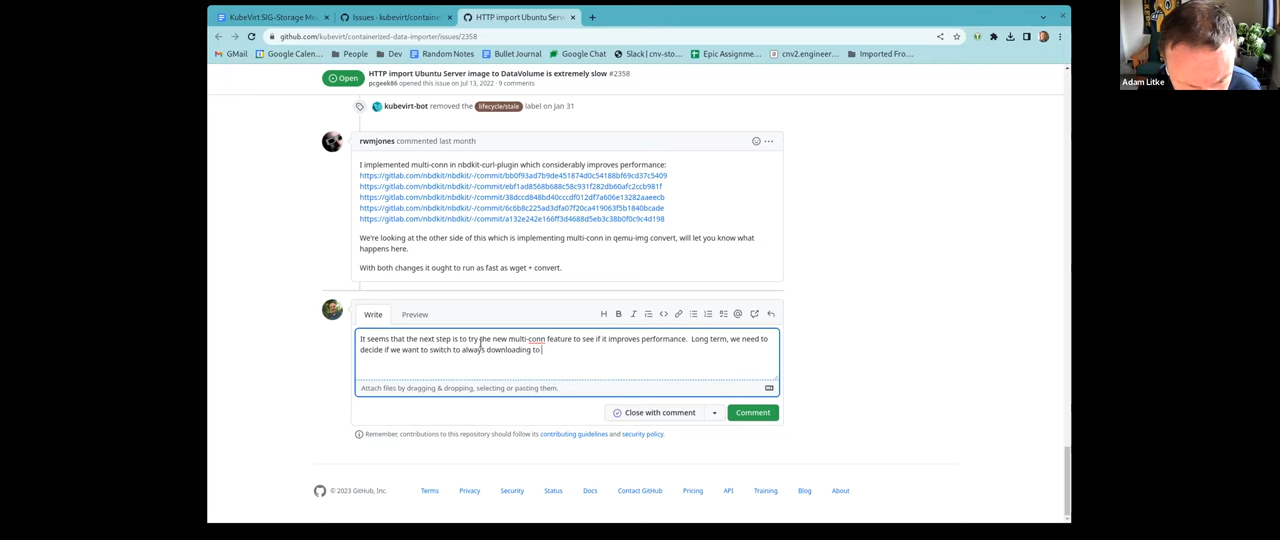 KubeVirt SIG-Storage Me
Issues · kubevirt/container
HTTP import Ubuntu Serve
github.com/kubevirt/containerized-data-importer/issues/2358
GMail
Google Calen...
People
Dev
Random Notes
Bullet Journal
Google Chat
Slack | cnv-sto...
Epic Assignme...
cnv2.engineer...
Imported Fro...
Adam Litke
Open
HTTP import Ubuntu Server image to DataVolume is extremely slow #2358
pcgeek86 opened this issue on Jul 13, 2022 · 9 comments
kubevirt-bot removed the lifecycle/stale label on Jan 31
rwmjones commented last month
I implemented multi-conn in nbdkit-curl-plugin which considerably improves performance:
https://gitlab.com/nbdkit/nbdkit/-/commit/bb0f93ad7b9de451874d0c54188bf69cd37c5409
https://gitlab.com/nbdkit/nbdkit/-/commit/ebf1ad8568b688c58c931f282db60afc2ccb981f
https://gitlab.com/nbdkit/nbdkit/-/commit/38dccd848bd40cccdf012df7a606e13282aaeecb
https://gitlab.com/nbdkit/nbdkit/-/commit/6c6b8c225ad3dfa07f20ca419063f5b1840bcade
https://gitlab.com/nbdkit/nbdkit/-/commit/a132e242e166ff3d4688d5eb3c38b0f0c9c4d198
We're looking at the other side of this which is implementing multi-conn in qemu-img convert, will let you know what
happens here.
With both changes it ought to run as fast as wget + convert.
Write
Preview
It seems that the next step is to try the new multi-conn feature to see if it improves performance.  Long term, we need to
decide if we want to switch to always downloading to
Attach files by dragging & dropping, selecting or pasting them.
Close with comment
Comment
Remember, contributions to this repository should follow its contributing guidelines and security policy.
© 2023 GitHub, Inc.
Terms
Privacy
Security
Status
Docs
Contact GitHub
Pricing
API
Training
Blog
About